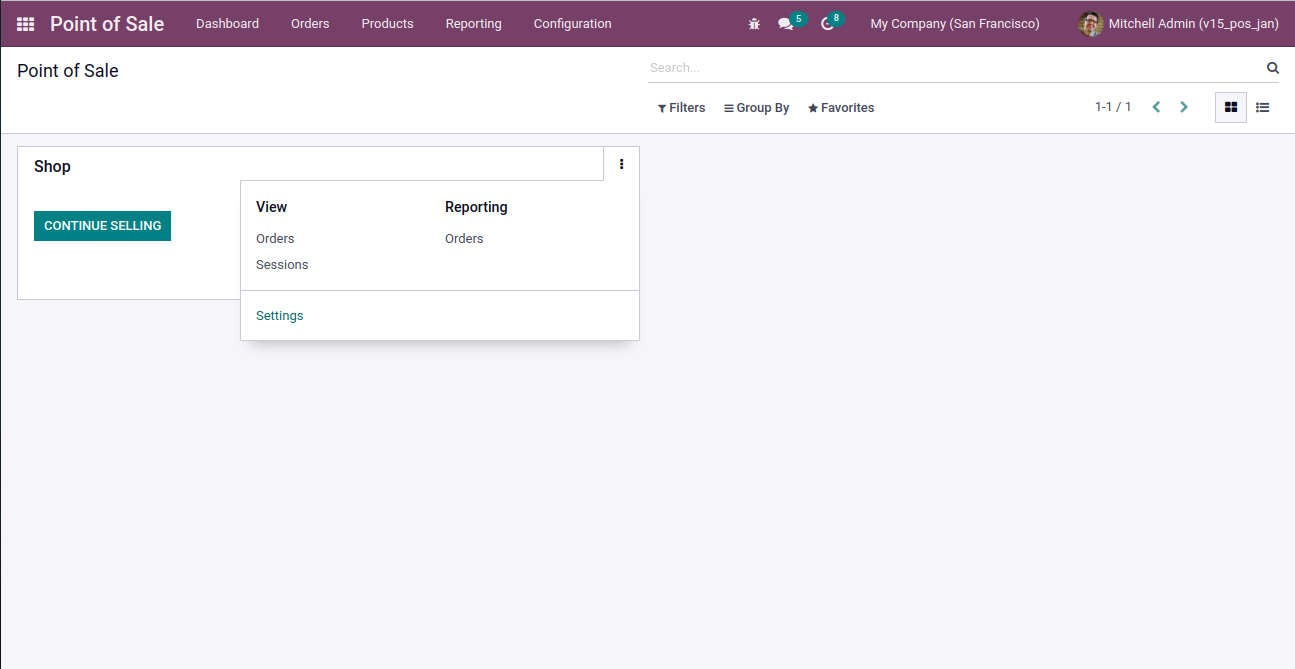 Point of Sale Dashboard Orders Products Reporting Configuration 5 8 My Company (San Francisco) Mitchell Admin (v15_pos_jan)
Point of Sale
Search...
Filters Group By Favorites 1-1 / 1
Shop
View Reporting
CONTINUE SELLING
Orders Orders
Sessions
Settings